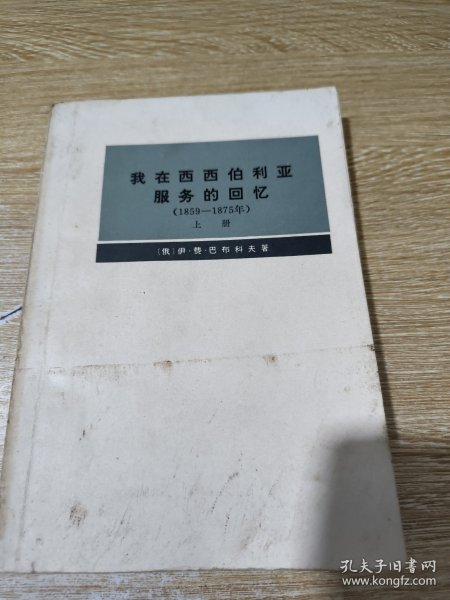 我在西西伯利亚
服务的回忆
(1859—1875年)
上 册
〔俄〕伊·费·巴布科夫著
孔夫子旧书网
www.kongfz.com